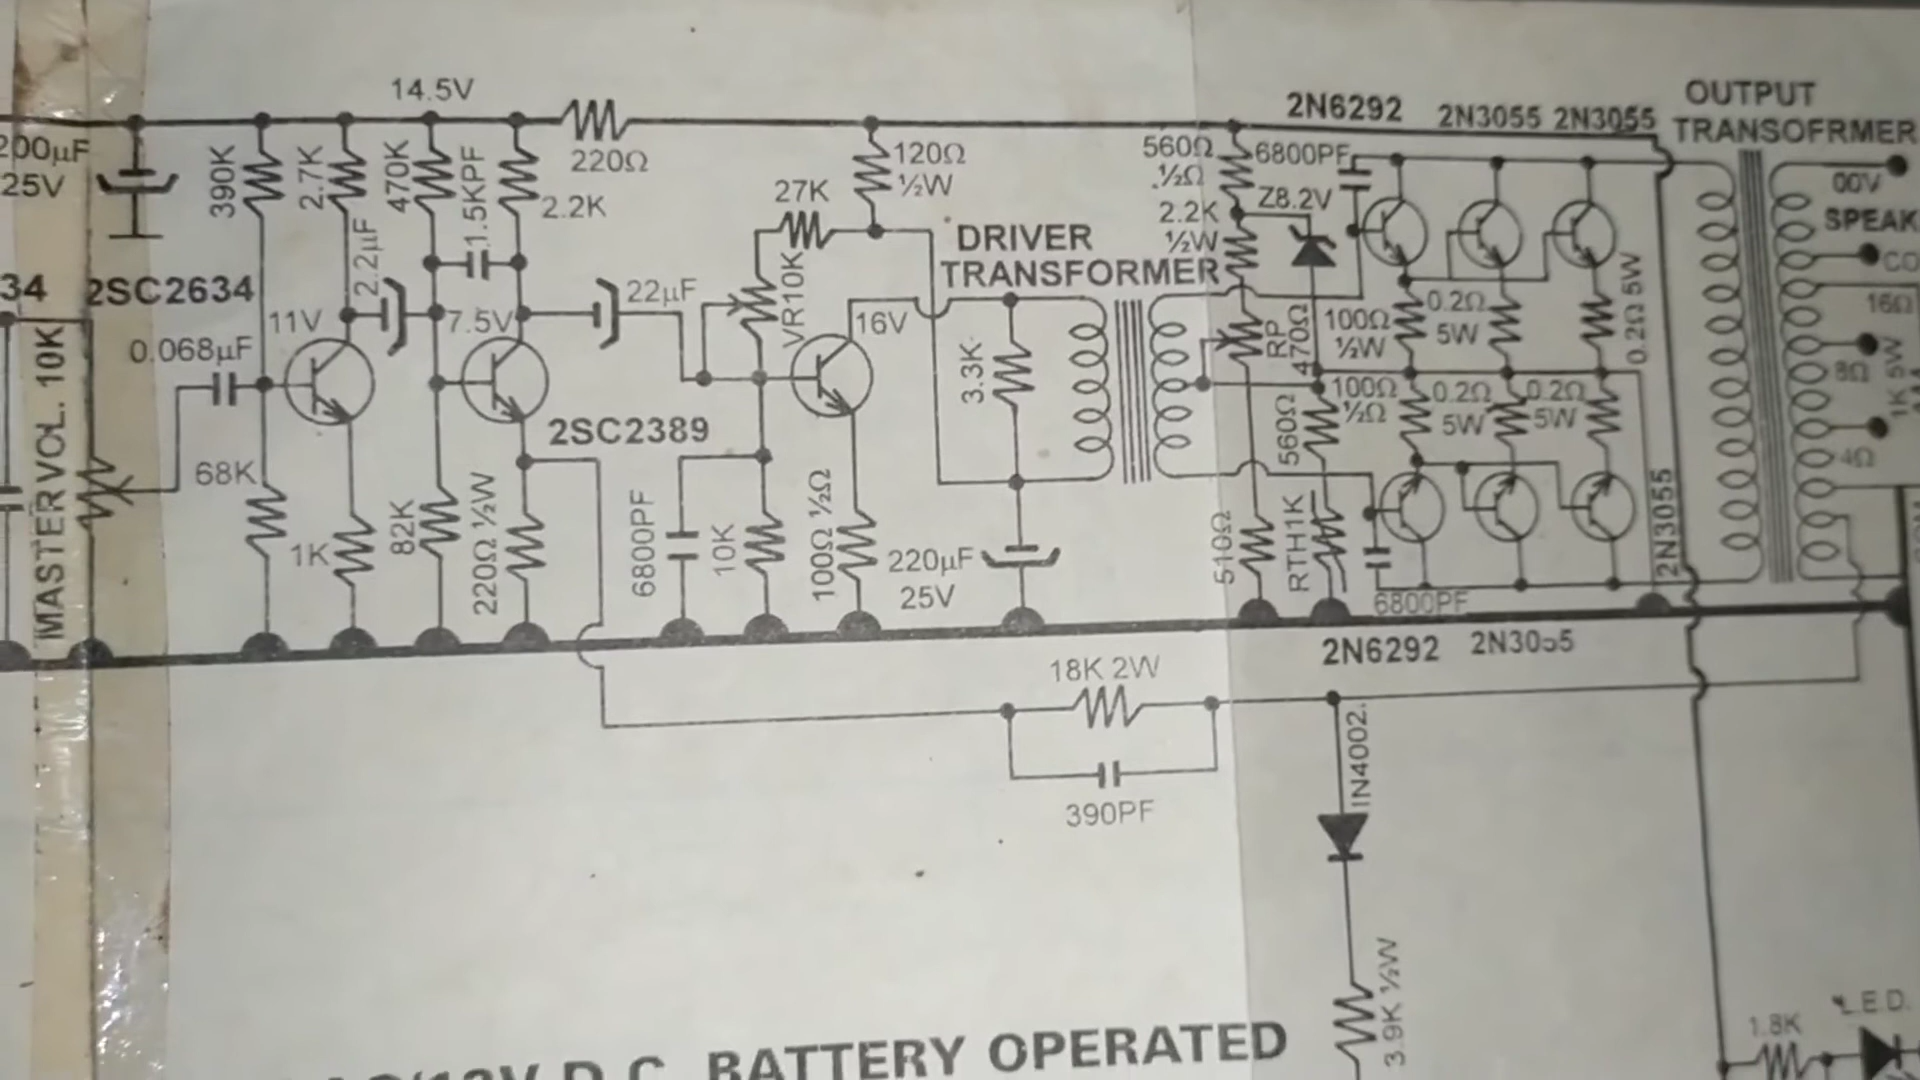 14.5V
200µF
25V
390K
2.7K
470K
1.5KPF
2.2K
220Ω
120Ω
½W
27K
VR10K
2.2µF
22µF
34
2SC2634
11V
7.5V
16V
0.068µF
MASTER VOL. 10K
68K
1K
82K
220Ω ½W
2SC2389
6800PF
10K
100Ω ½Ω
3.3K
220µF
25V
DRIVER
TRANSFORMER
560Ω
.½Ω
2.2K
½W
6800PF
Z8.2V
2N6292
2N3055
2N3055
OUTPUT
TRANSOFRMER
RP
470Ω
100Ω
½W
0.2Ω
5W
0.2Ω 5W
100Ω
½Ω
0.2Ω
5W
0.2Ω
5W
560Ω
510Ω
RTH1K
6800PF
2N3055
2N6292
2N3055
00V
SPEAK
CO
16Ω
8Ω
4Ω
1K 5W
18K 2W
390PF
IN4002.
3.9K ½W
1.8K
L.E.D.
D.C. BATTERY OPERATED